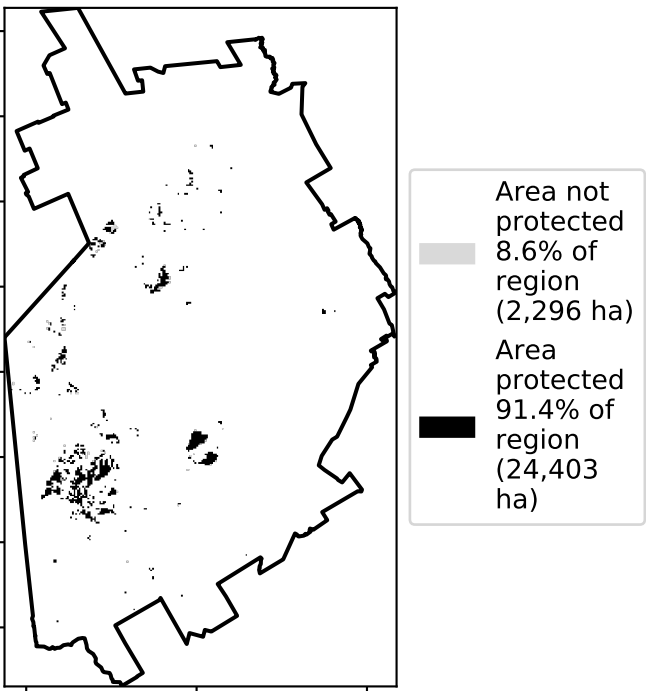 Area not
protected
8.6% of
region
(2,296 ha)
Area
protected
91.4% of
region
(24,403
ha)